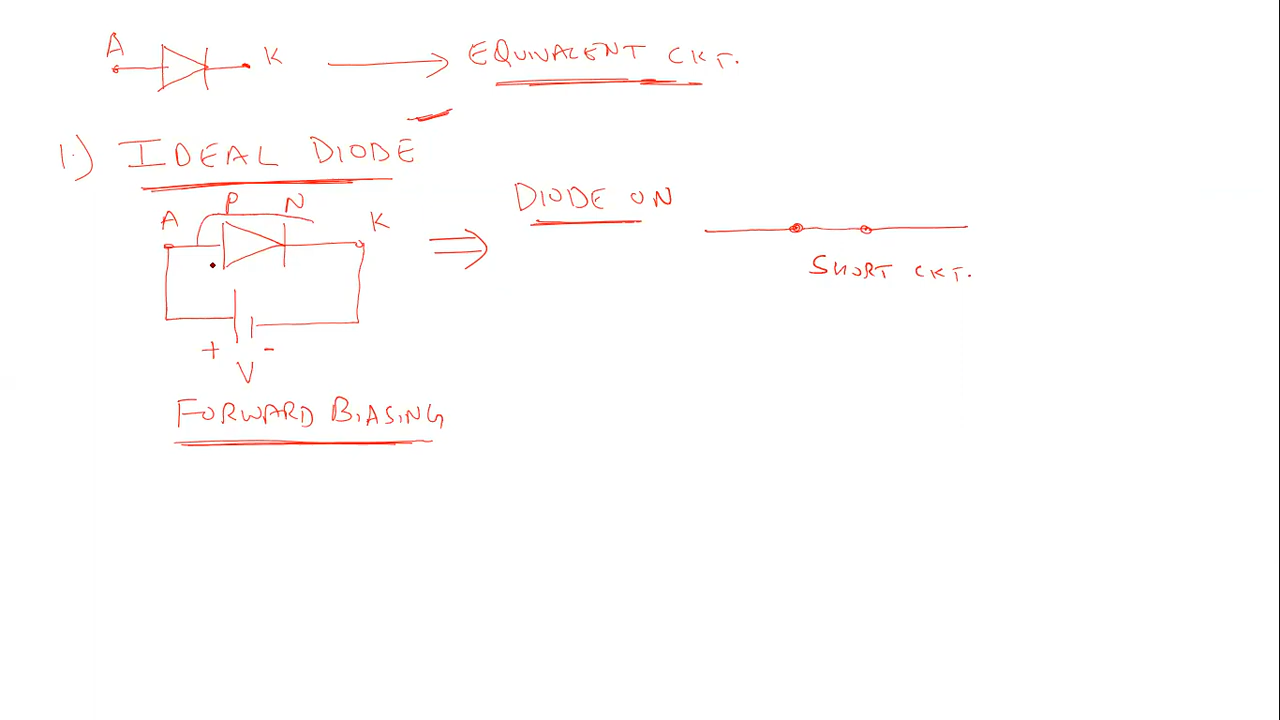 A K EQUIVALENT CKT.
1.) IDEAL DIODE
P N
A K DIODE ON
SHORT CKT.
+ -
V
FORWARD BIASING